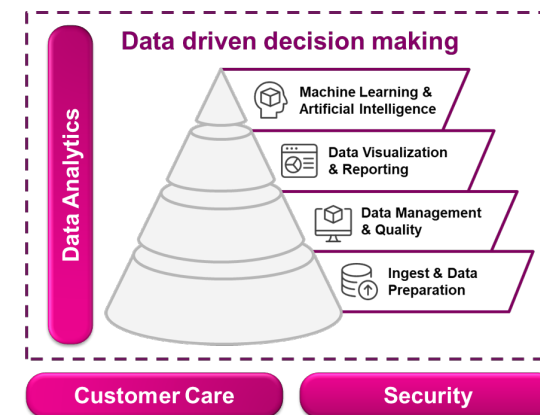 Data driven decision making
Data Analytics
Machine Learning &
Artificial Intelligence
Data Visualization
& Reporting
Data Management
& Quality
Ingest & Data
Preparation
Customer Care
Security